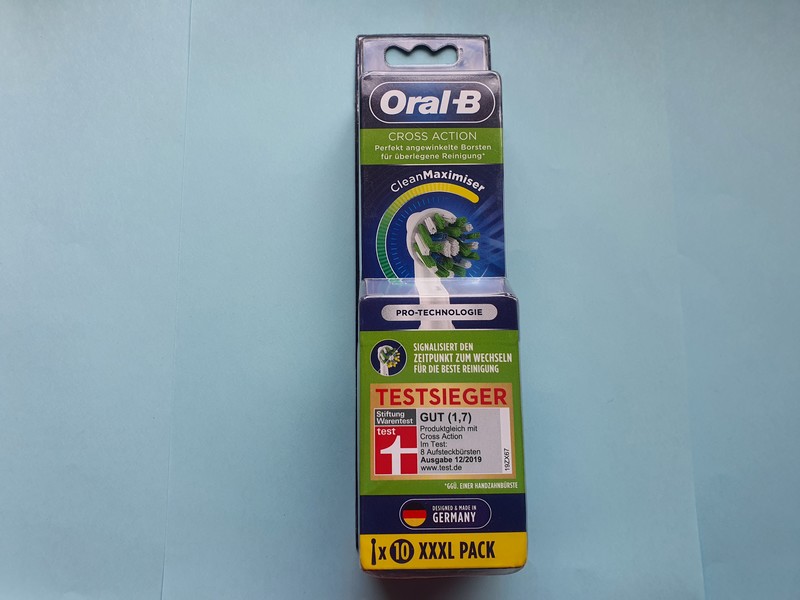 Oral-B
CROSS ACTION
Perfekt angewinkelte Borsten
für überlegene Reinigung*
CleanMaximiser
PRO-TECHNOLOGIE
SIGNALISIERT DEN
ZEITPUNKT ZUM WECHSELN
FÜR DIE BESTE REINIGUNG
TESTSIEGER
Stiftung
Warentest
test
1
GUT (1,7)
Produktgleich mit
Cross Action
Im Test:
8 Aufsteckbürsten
Ausgabe 12/2019
www.test.de
19ZX67
*GGÜ. EINER HANDZAHNBÜRSTE
DESIGNED & MADE IN
GERMANY
x 10 XXXL PACK